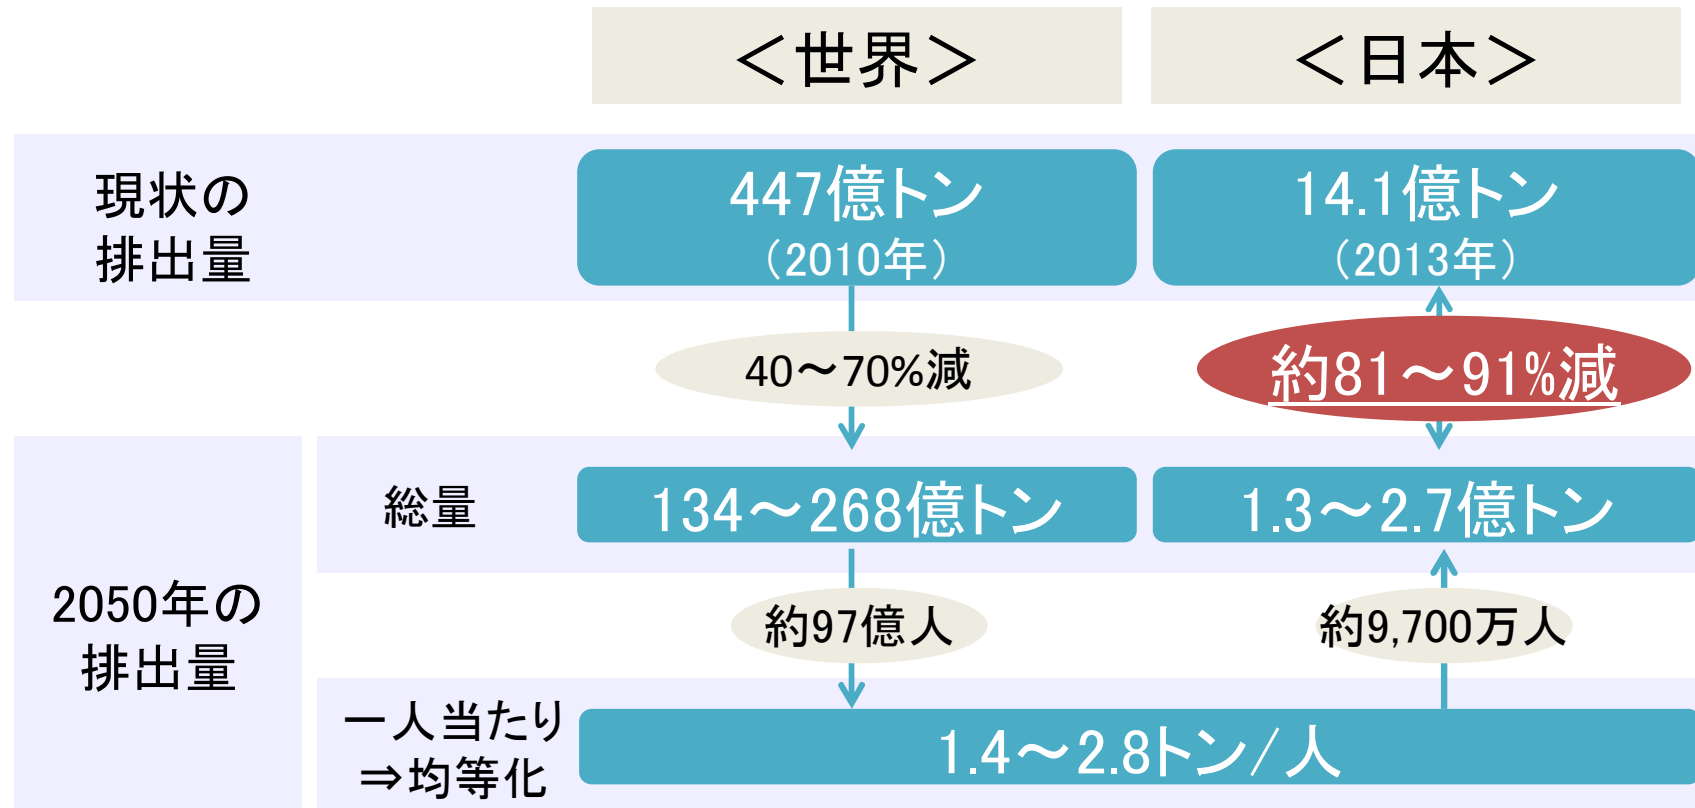 ＜世界＞
＜日本＞
現状の
排出量
447億トン
（2010年）
14.1億トン
（2013年）
40～70%減
約81～91%減
2050年の
排出量
総量
134～268億トン
1.3～2.7億トン
約97億人
約9,700万人
一人当たり
⇒均等化
1.4～2.8トン/人